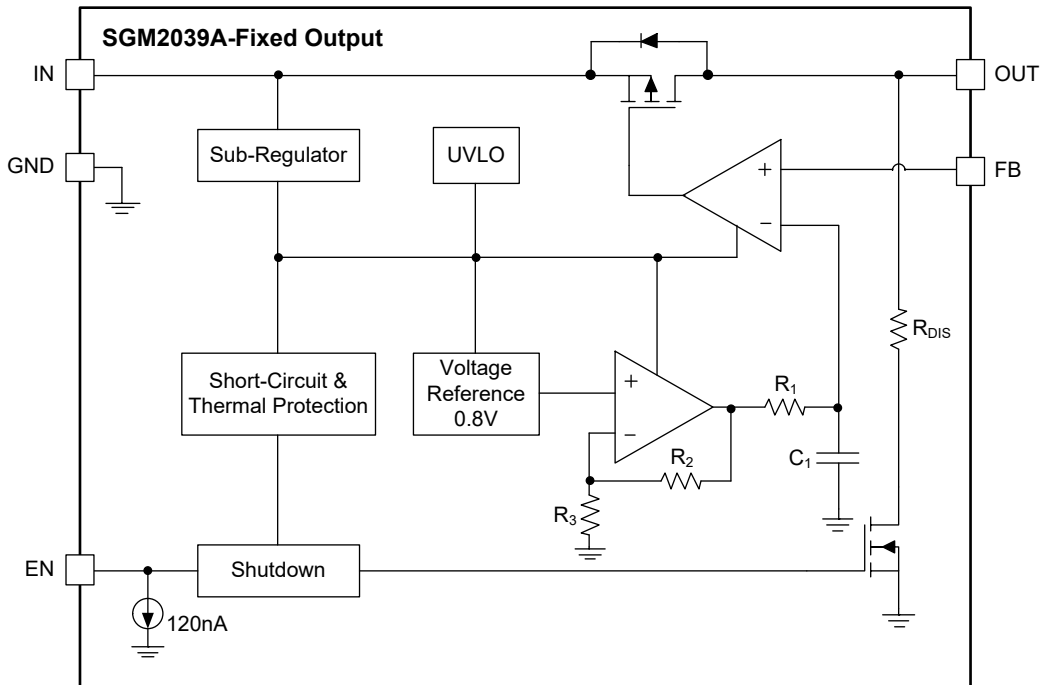 SGM2039A-Fixed Output
IN
OUT
GND
Sub-Regulator
UVLO
+
−
FB
RDIS
Short-Circuit &
Thermal Protection
Voltage
Reference
0.8V
+
−
R1
R2
C1
R3
EN
Shutdown
120nA